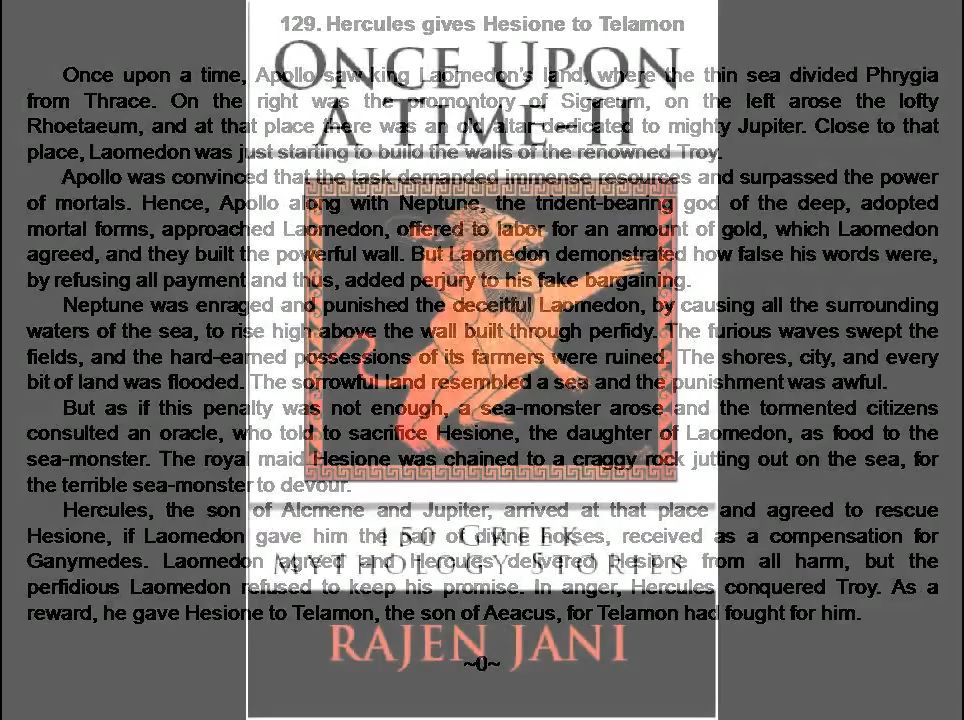 129. Hercules gives Hesione to Telamon
ONCE UPON
A TIME-II
Once upon a time, Apollo saw king Laomedon's land, where the thin sea divided Phrygia
from Thrace. On the right was the promontory of Sigaeum, on the left arose the lofty
Rhoetaeum, and at that place there was an old altar dedicated to mighty Jupiter. Close to that
place, Laomedon was just starting to build the walls of the renowned Troy.
Apollo was convinced that the task demanded immense resources and surpassed the power
of mortals. Hence, Apollo along with Neptune, the trident-bearing god of the deep, adopted
mortal forms, approached Laomedon, offered to labor for an amount of gold, which Laomedon
agreed, and they built the powerful wall. But Laomedon demonstrated how false his words were,
by refusing all payment and thus, added perjury to his fake bargaining.
Neptune was enraged and punished the deceitful Laomedon, by causing all the surrounding
waters of the sea, to rise high above the wall built through perfidy. The furious waves swept the
fields, and the hard-earned possessions of its farmers were ruined. The shores, city, and every
bit of land was flooded. The sorrowful land resembled a sea and the punishment was awful.
But as if this penalty was not enough, a sea-monster arose and the tormented citizens
consulted an oracle, who told to sacrifice Hesione, the daughter of Laomedon, as food to the
sea-monster. The royal maid Hesione was chained to a craggy rock jutting out on the sea, for
the terrible sea-monster to devour.
Hercules, the son of Alcmene and Jupiter, arrived at that place and agreed to rescue
Hesione, if Laomedon gave him the pair of divine horses, received as a compensation for
Ganymedes. Laomedon agreed and Hercules delivered Hesione from all harm, but the
perfidious Laomedon refused to keep his promise. In anger, Hercules conquered Troy. As a
reward, he gave Hesione to Telamon, the son of Aeacus, for Telamon had fought for him.
150 GREEK
MYTHOLOGY STORIES
RAJEN JANI
~0~